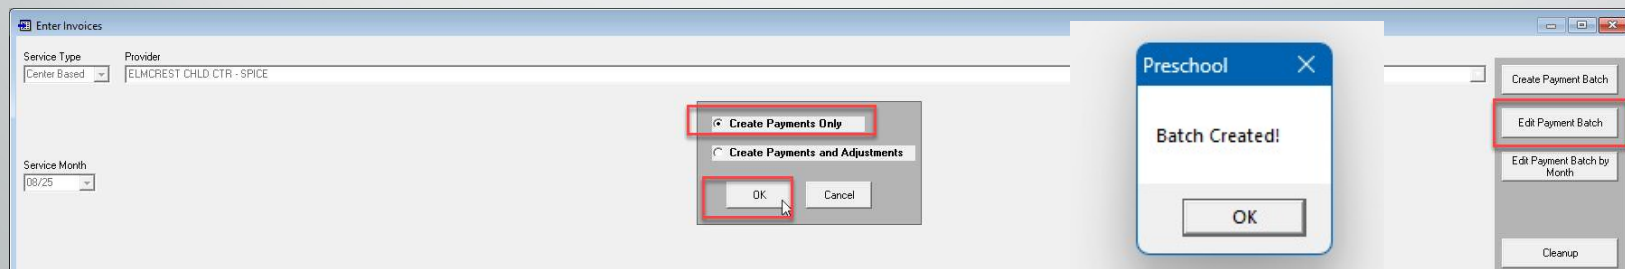 Enter Invoices
Service Type
Provider
Center Based
ELMCREST CHLD CTR - SPICE
Service Month
08/25
Create Payments Only
Create Payments and Adjustments
OK
Cancel
Preschool
Batch Created!
OK
Create Payment Batch
Edit Payment Batch
Edit Payment Batch by
Month
Cleanup